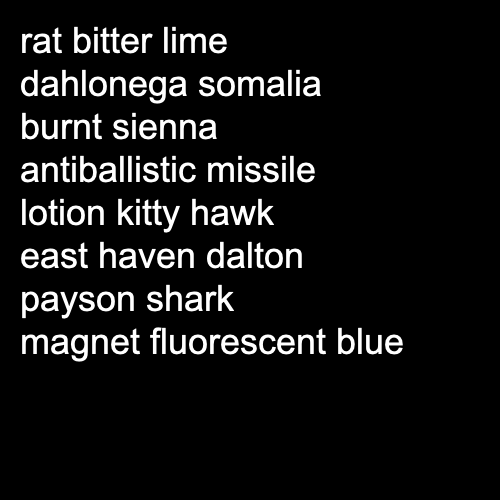 rat bitter lime
dahlonega somalia
burnt sienna
antiballistic missile
lotion kitty hawk
east haven dalton
payson shark
magnet fluorescent blue